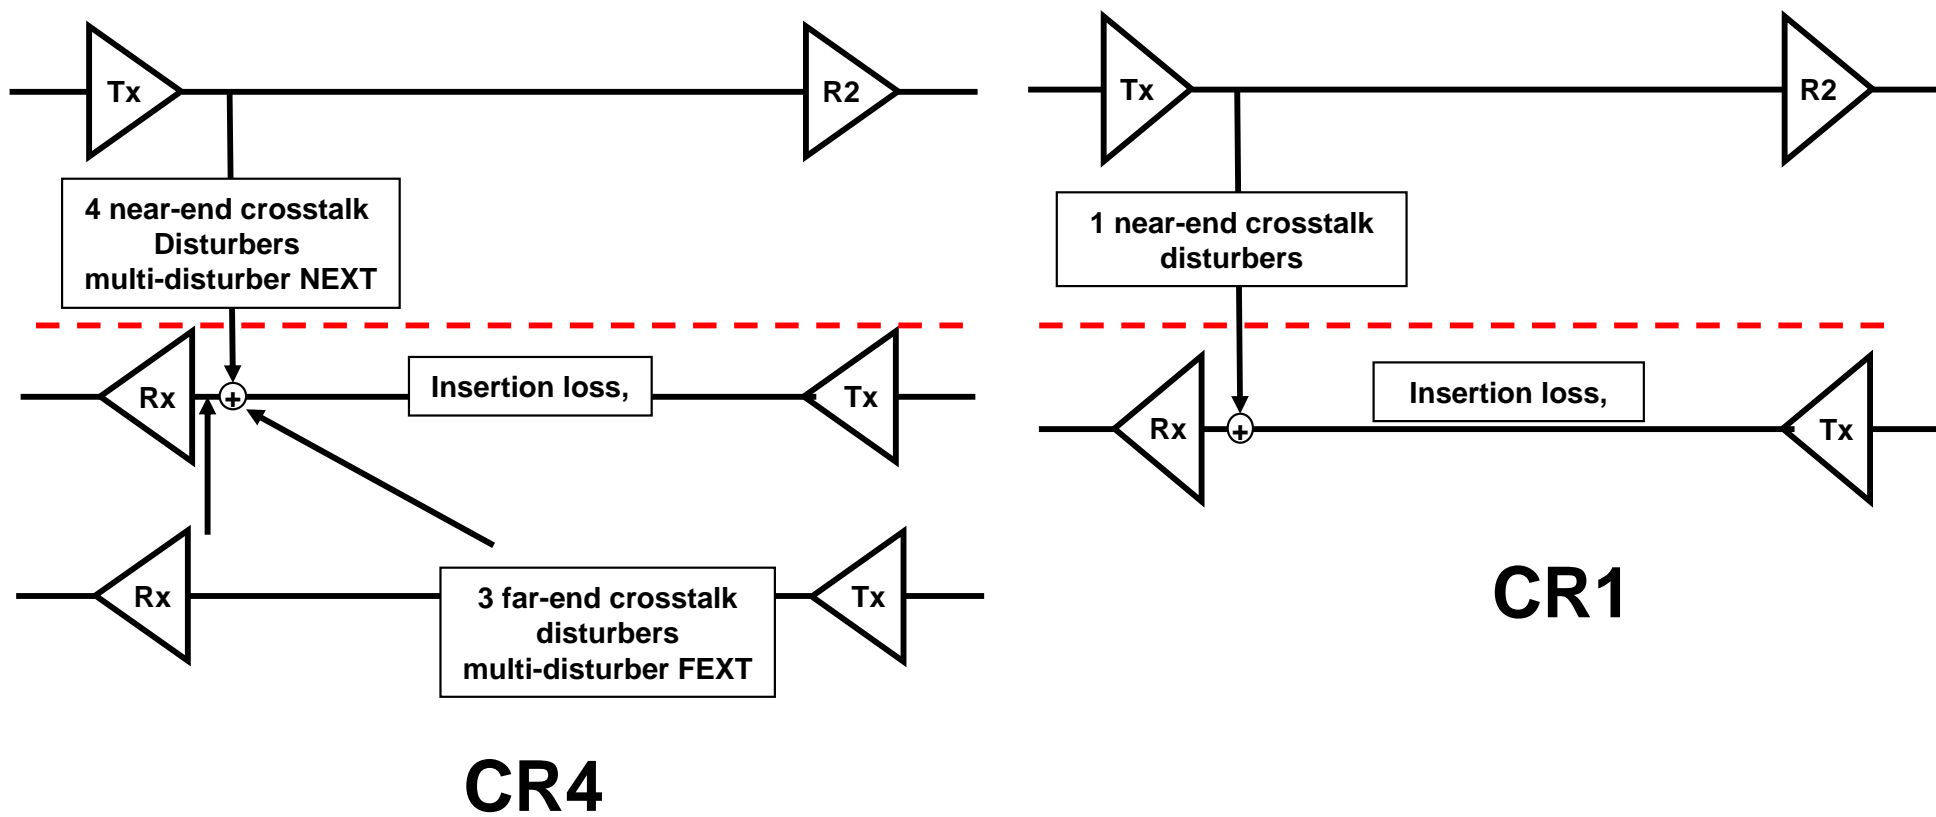 Tx
R2
4 near-end crosstalk
Disturbers
multi-disturber NEXT
Rx
+
Insertion loss,
Tx
Rx
3 far-end crosstalk
disturbers
multi-disturber FEXT
Tx
CR4
Tx
R2
1 near-end crosstalk
disturbers
Rx
+
Insertion loss,
Tx
CR1